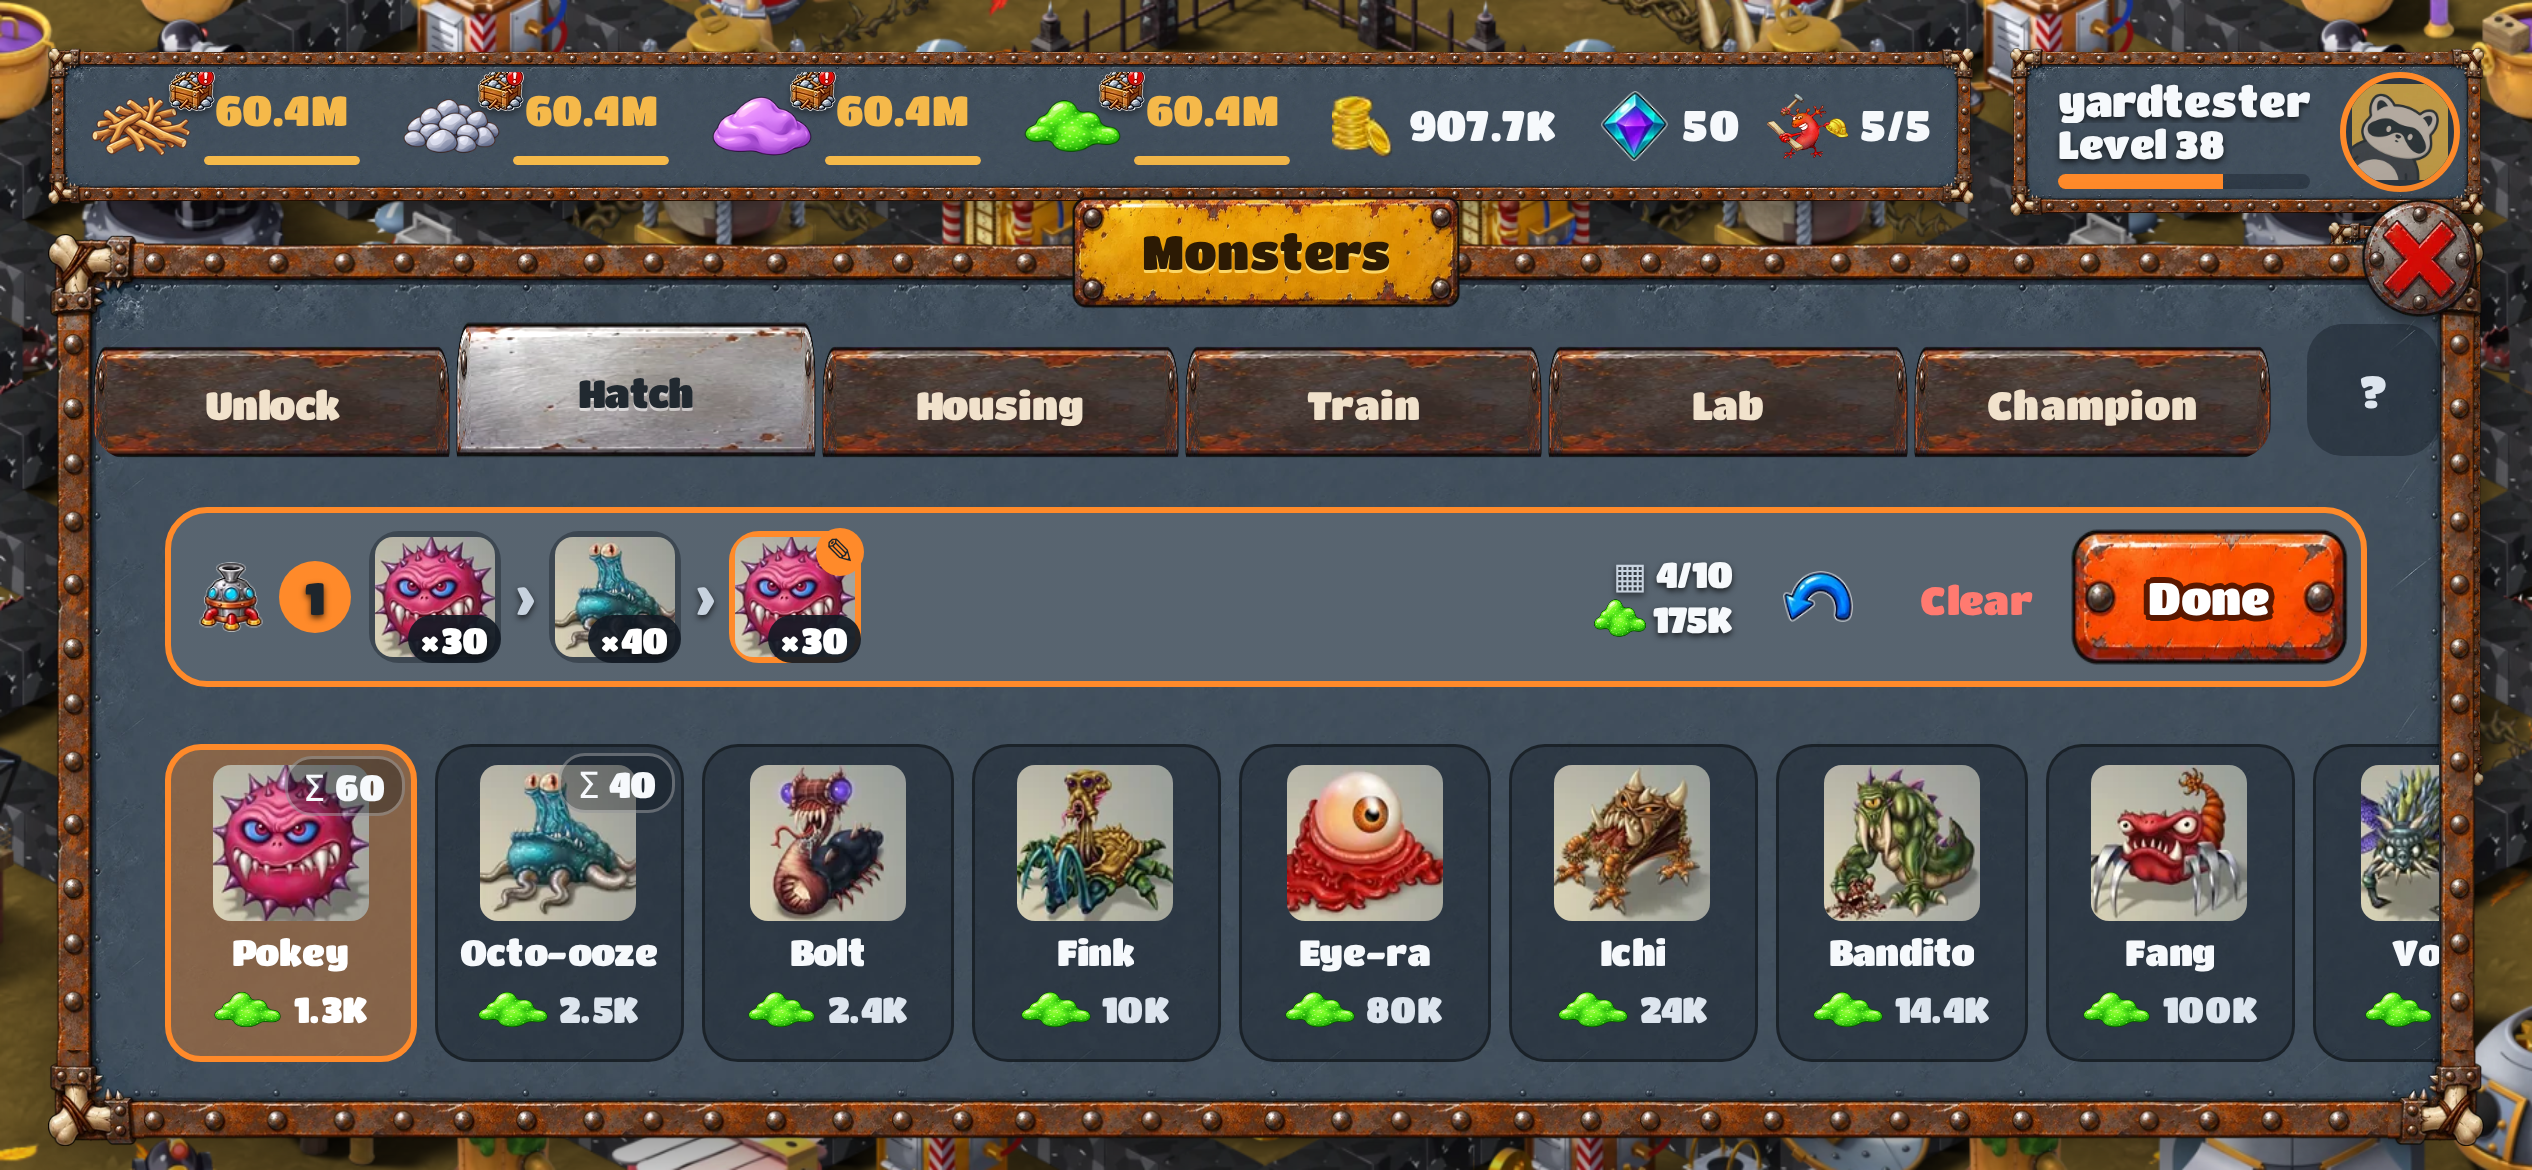 60.4M
60.4M
60.4M
60.4M
907.7K
50
5/5
yardtester
Level 38
Monsters
Unlock
Hatch
Housing
Train
Lab
Champion
?
1
×30
×40
×30
4/10
175K
Clear
Done
Σ 60
Σ 40
Pokey
1.3K
Octo-ooze
2.5K
Bolt
2.4K
Fink
10K
Eye-ra
80K
Ichi
24K
Bandito
14.4K
Fang
100K
Vo